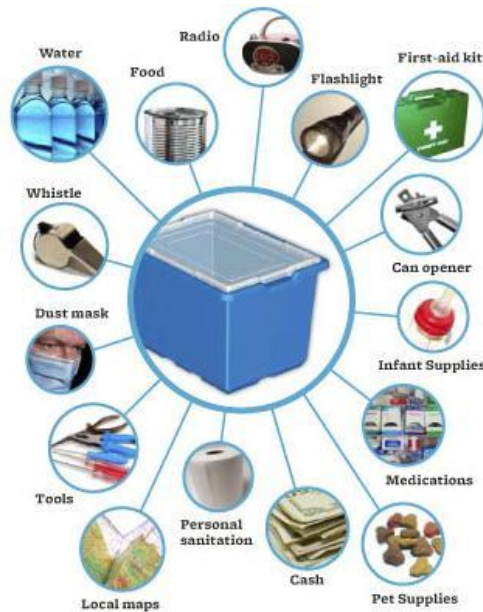 Radio
Water
Food
Flashlight
First-aid kit
Whistle
Can opener
Dust mask
Infant Supplies
Tools
Personal
sanitation
Medications
Local maps
Cash
Pet Supplies